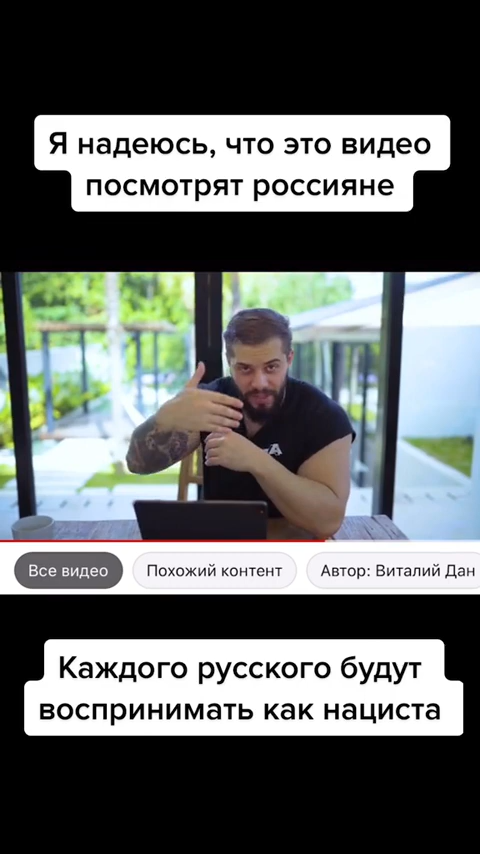 Я надеюсь, что это видео
посмотрят россияне
Все видео
Похожий контент
Автор: Виталий Дан
Каждого русского будут
воспринимать как нациста